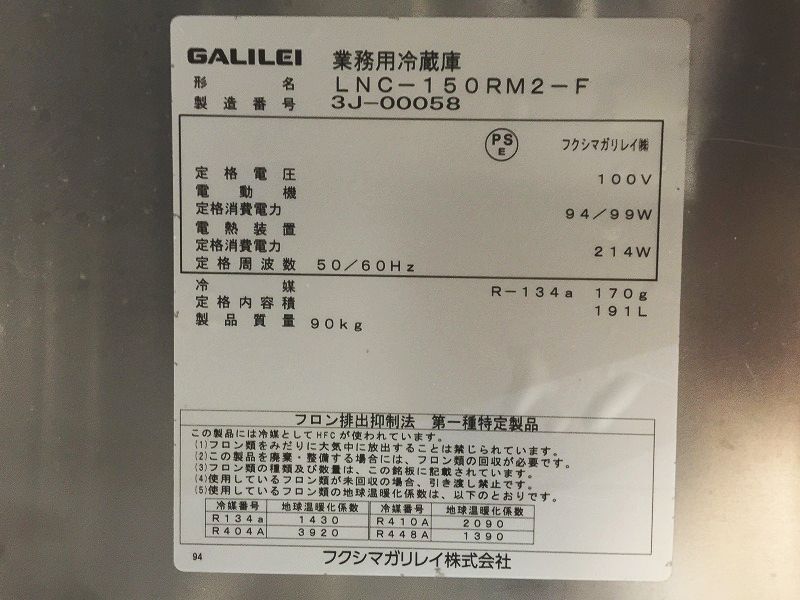 GALILEI 業務用冷蔵庫
形名 LNC-150RM2-F
製造番号 3J-00058
PS E フクシマガリレイ㈱
定格電圧 100V
電動機
定格消費電力 94/99W
電熱装置
定格消費電力 214W
定格周波数 50/60Hz
冷媒 R-134a 170g
定格内容積 191L
製品質量 90kg
フロン排出抑制法 第一種特定製品
この製品には冷媒としてHFCが使われています。
(1)フロン類をみだりに大気中に放出することは禁じられています。
(2)この製品を廃棄・整備する場合には、フロン類の回収が必要です。
(3)フロン類の種類及び数量は、この銘板に記載されています。
(4)使用しているフロン類が未回収の場合、引き渡し禁止です。
(5)使用しているフロン類の地球温暖化係数は、以下のとおりです。
冷媒番号 地球温暖化係数 冷媒番号 地球温暖化係数
R134a 1430 R410A 2090
R404A 3920 R448A 1390
94 フクシマガリレイ株式会社